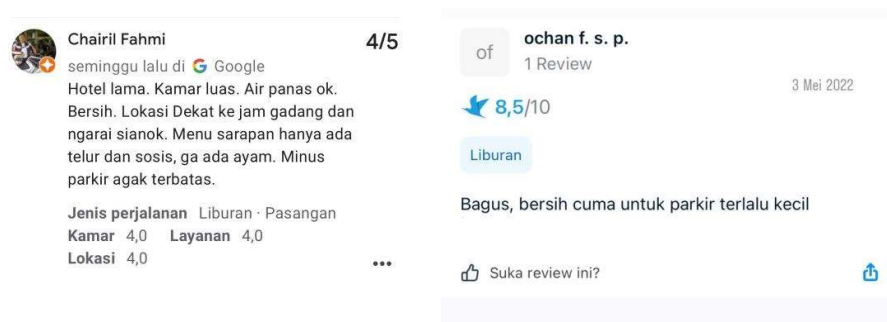 Chairil Fahmi
4/5
seminggu lalu di Google
Hotel lama. Kamar luas. Air panas ok.
Bersih. Lokasi Dekat ke jam gadang dan
ngarai sianok. Menu sarapan hanya ada
telur dan sosis, ga ada ayam. Minus
parkir agak terbatas.
Jenis perjalanan Liburan · Pasangan
Kamar 4,0 Layanan 4,0
Lokasi 4,0
of
ochan f. s. p.
1 Review
3 Mei 2022
8,5/10
Liburan
Bagus, bersih cuma untuk parkir terlalu kecil
Suka review ini?